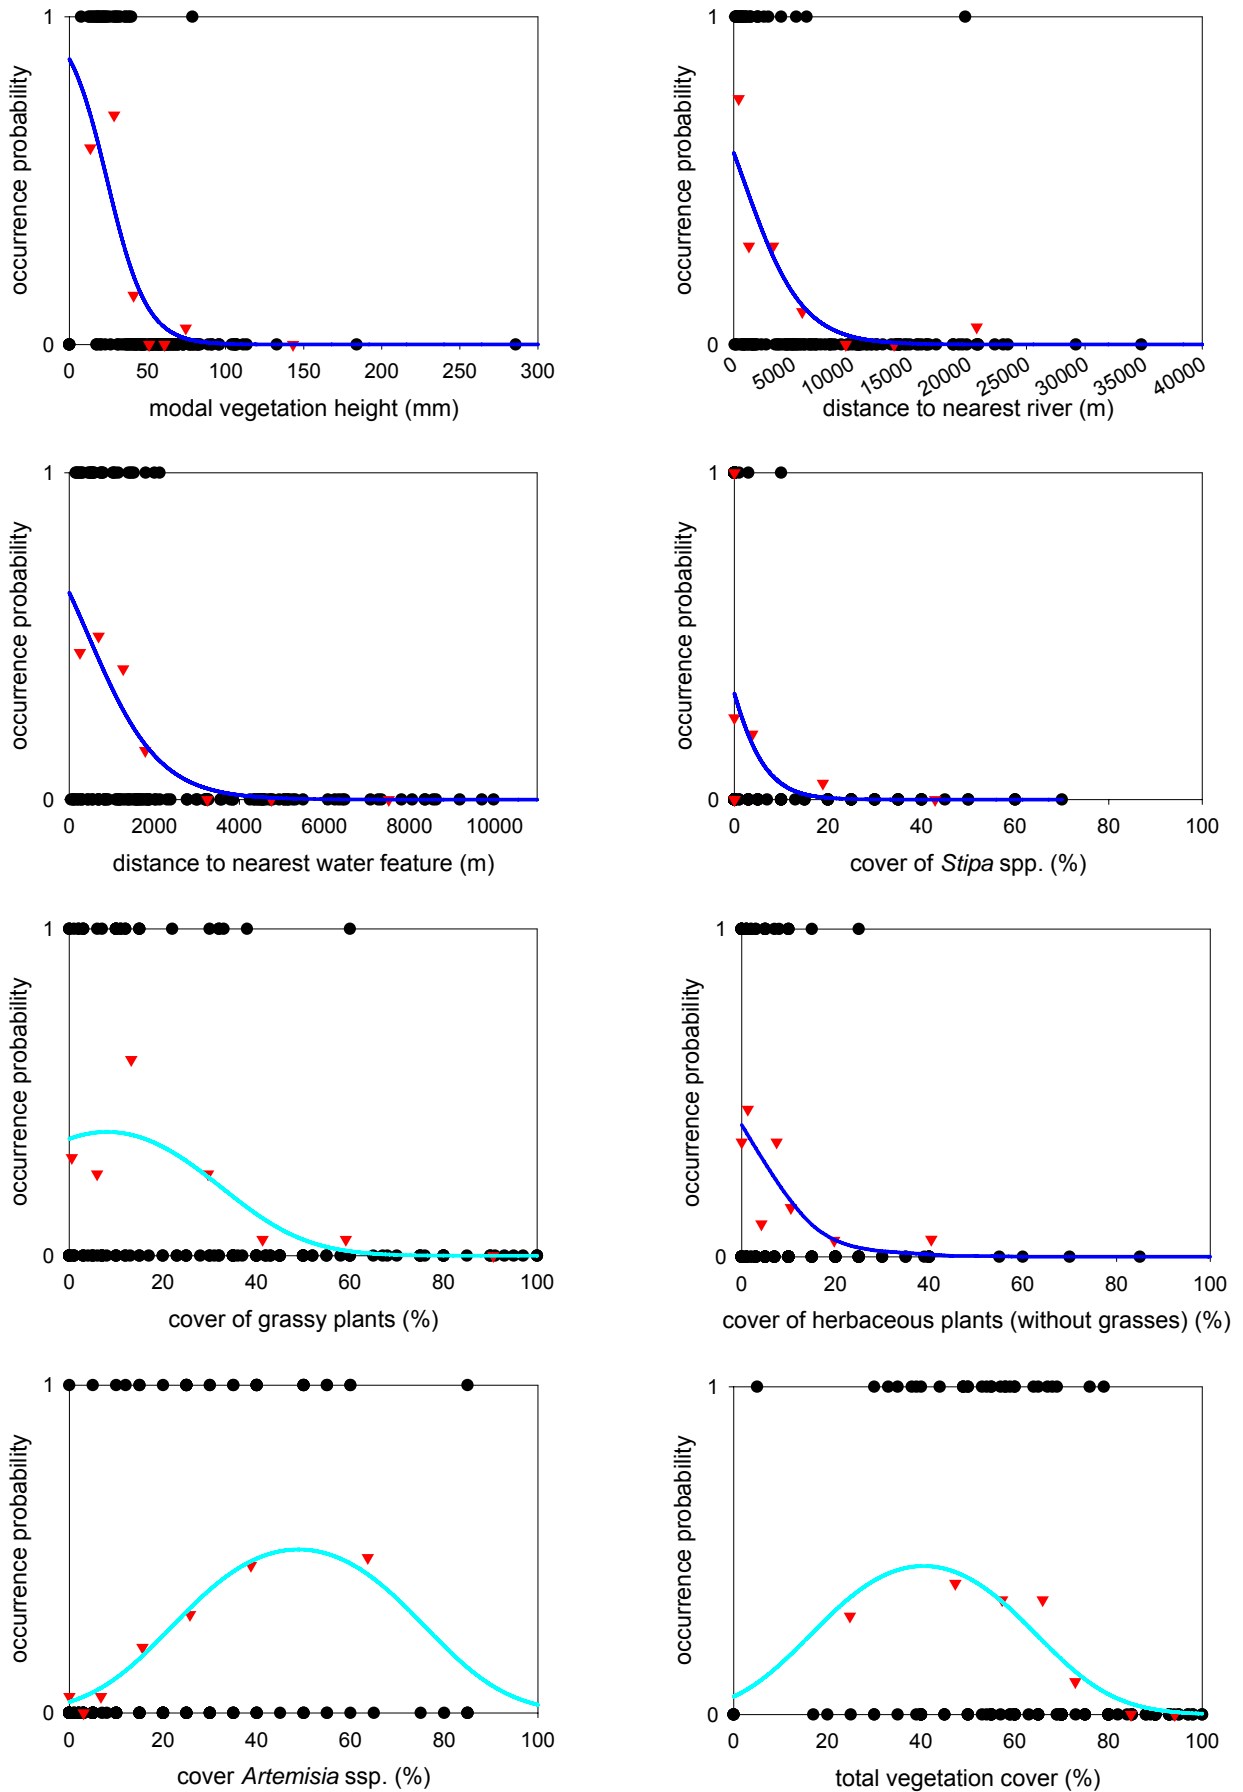 1
occurrence probability
0
0 50 100 150 200 250 300
modal vegetation height (mm)
1
occurrence probability
0
0 5000 10000 15000 20000 25000 30000 35000 40000
distance to nearest river (m)
1
occurrence probability
0
0 2000 4000 6000 8000 10000
distance to nearest water feature (m)
1
occurrence probability
0
0 20 40 60 80 100
cover of Stipa spp. (%)
1
occurrence probability
0
0 20 40 60 80 100
cover of grassy plants (%)
1
occurrence probability
0
0 20 40 60 80 100
cover of herbaceous plants (without grasses) (%)
1
occurrence probability
0
0 20 40 60 80 100
cover Artemisia ssp. (%)
1
occurrence probability
0
0 20 40 60 80 100
total vegetation cover (%)